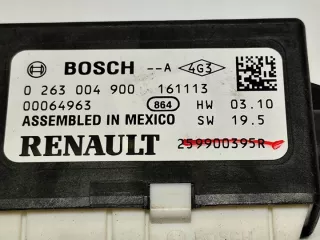 BOSCH --A 4G3
0 263 004 900 161113
00064963 864 HW 03.10
ASSEMBLED IN MEXICO SW 19.5
RENAULT 259900395R